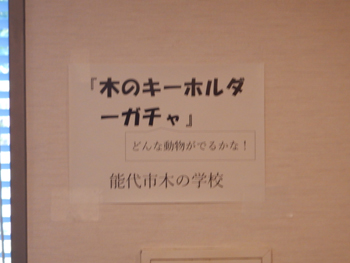 『木のキーホルダ
ーガチャ』
どんな動物がでるかな！
能代市木の学校